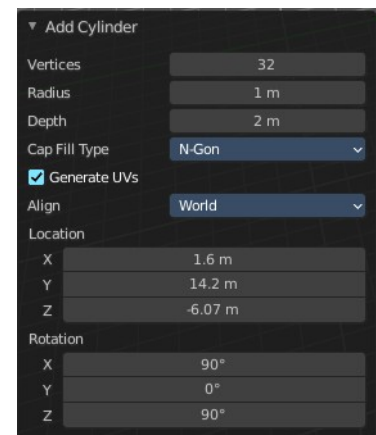 Add Cylinder
Vertices 32
Radius 1 m
Depth 2 m
Cap Fill Type N-Gon
Generate UVs
Align World
Location
X 1.6 m
Y 14.2 m
Z -6.07 m
Rotation
X 90°
Y 0°
Z 90°